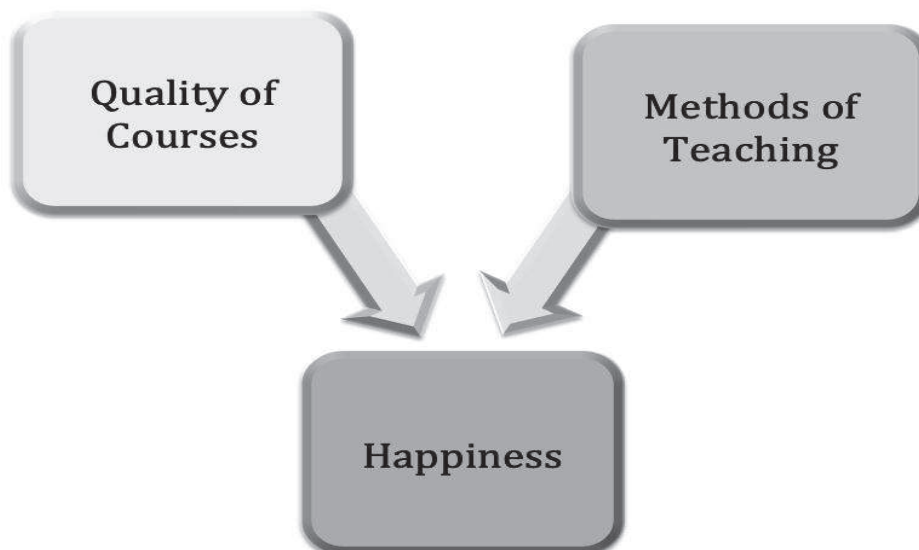 Quality of
Courses
Methods of
Teaching
Happiness